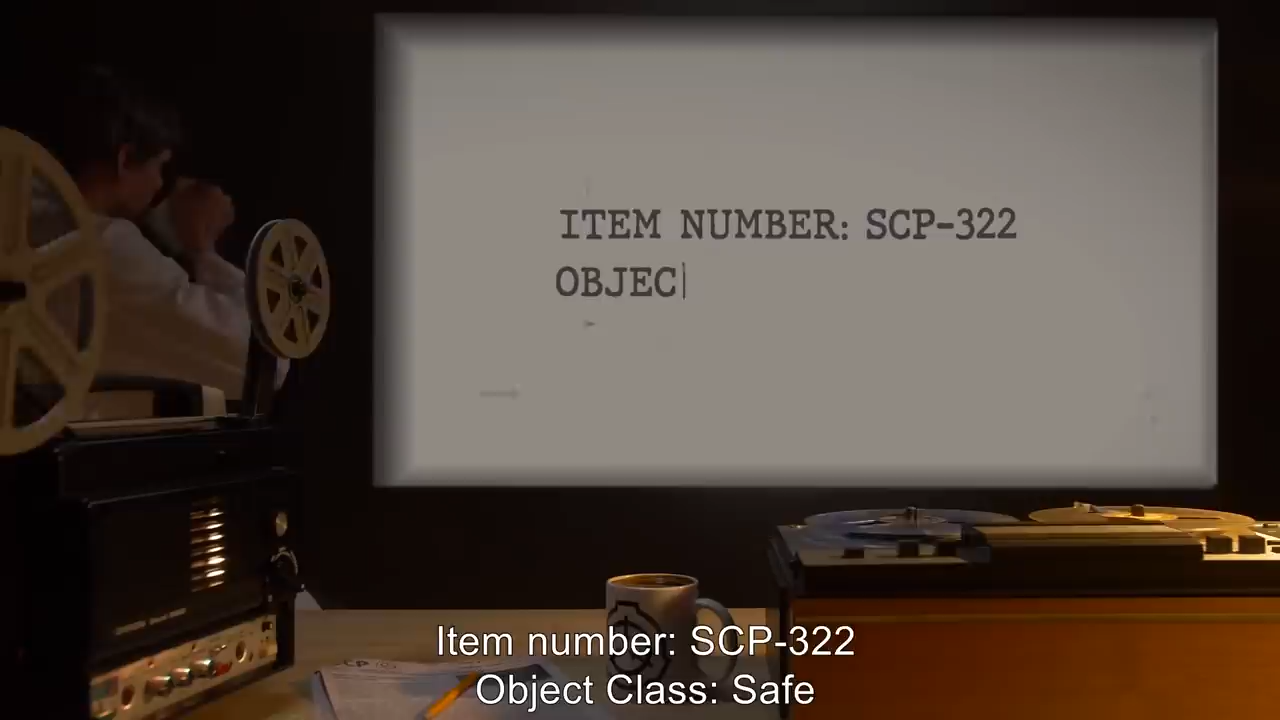 ITEM NUMBER: SCP-322
OBJEC
Item number: SCP-322
Object Class: Safe